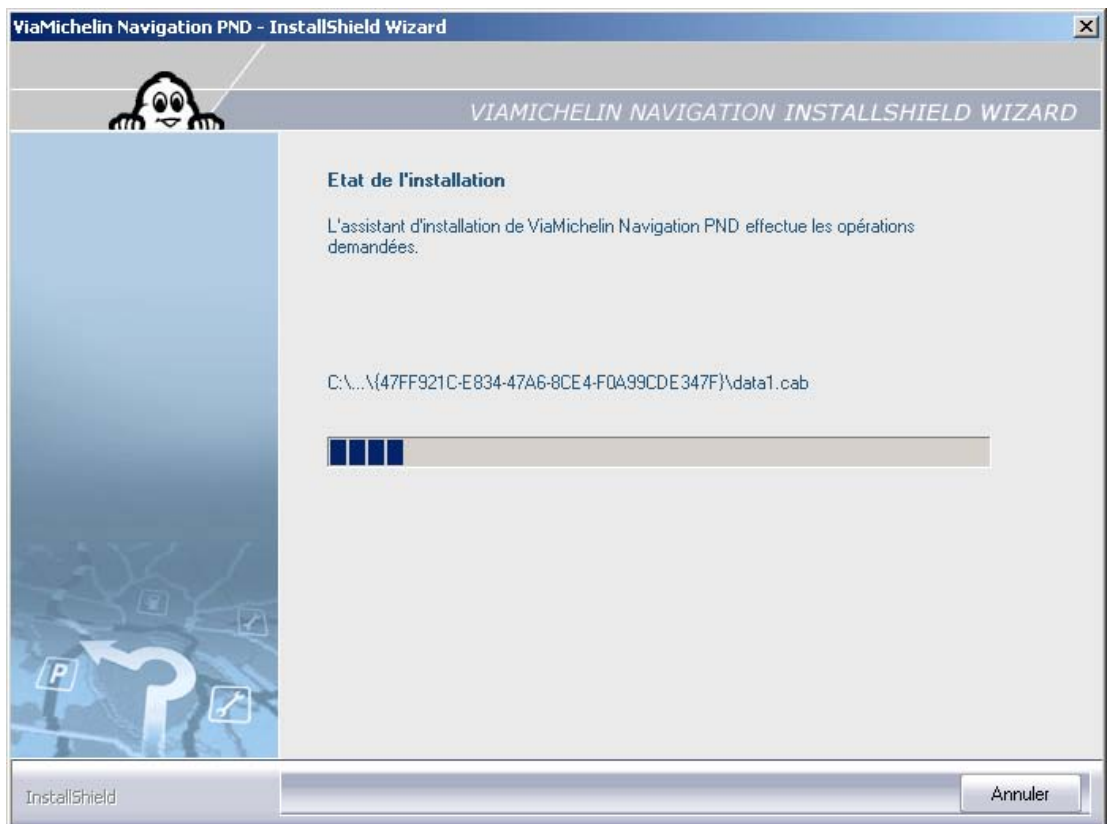 ViaMichelin Navigation PND - InstallShield Wizard
VIAMICHELIN NAVIGATION INSTALLSHIELD WIZARD
Etat de l'installation
L'assistant d'installation de ViaMichelin Navigation PND effectue les opérations
demandées.
C:\...\{47FF921C-E834-47A6-8CE4-F0A99CDE347F}\data1.cab
P
InstallShield
Annuler